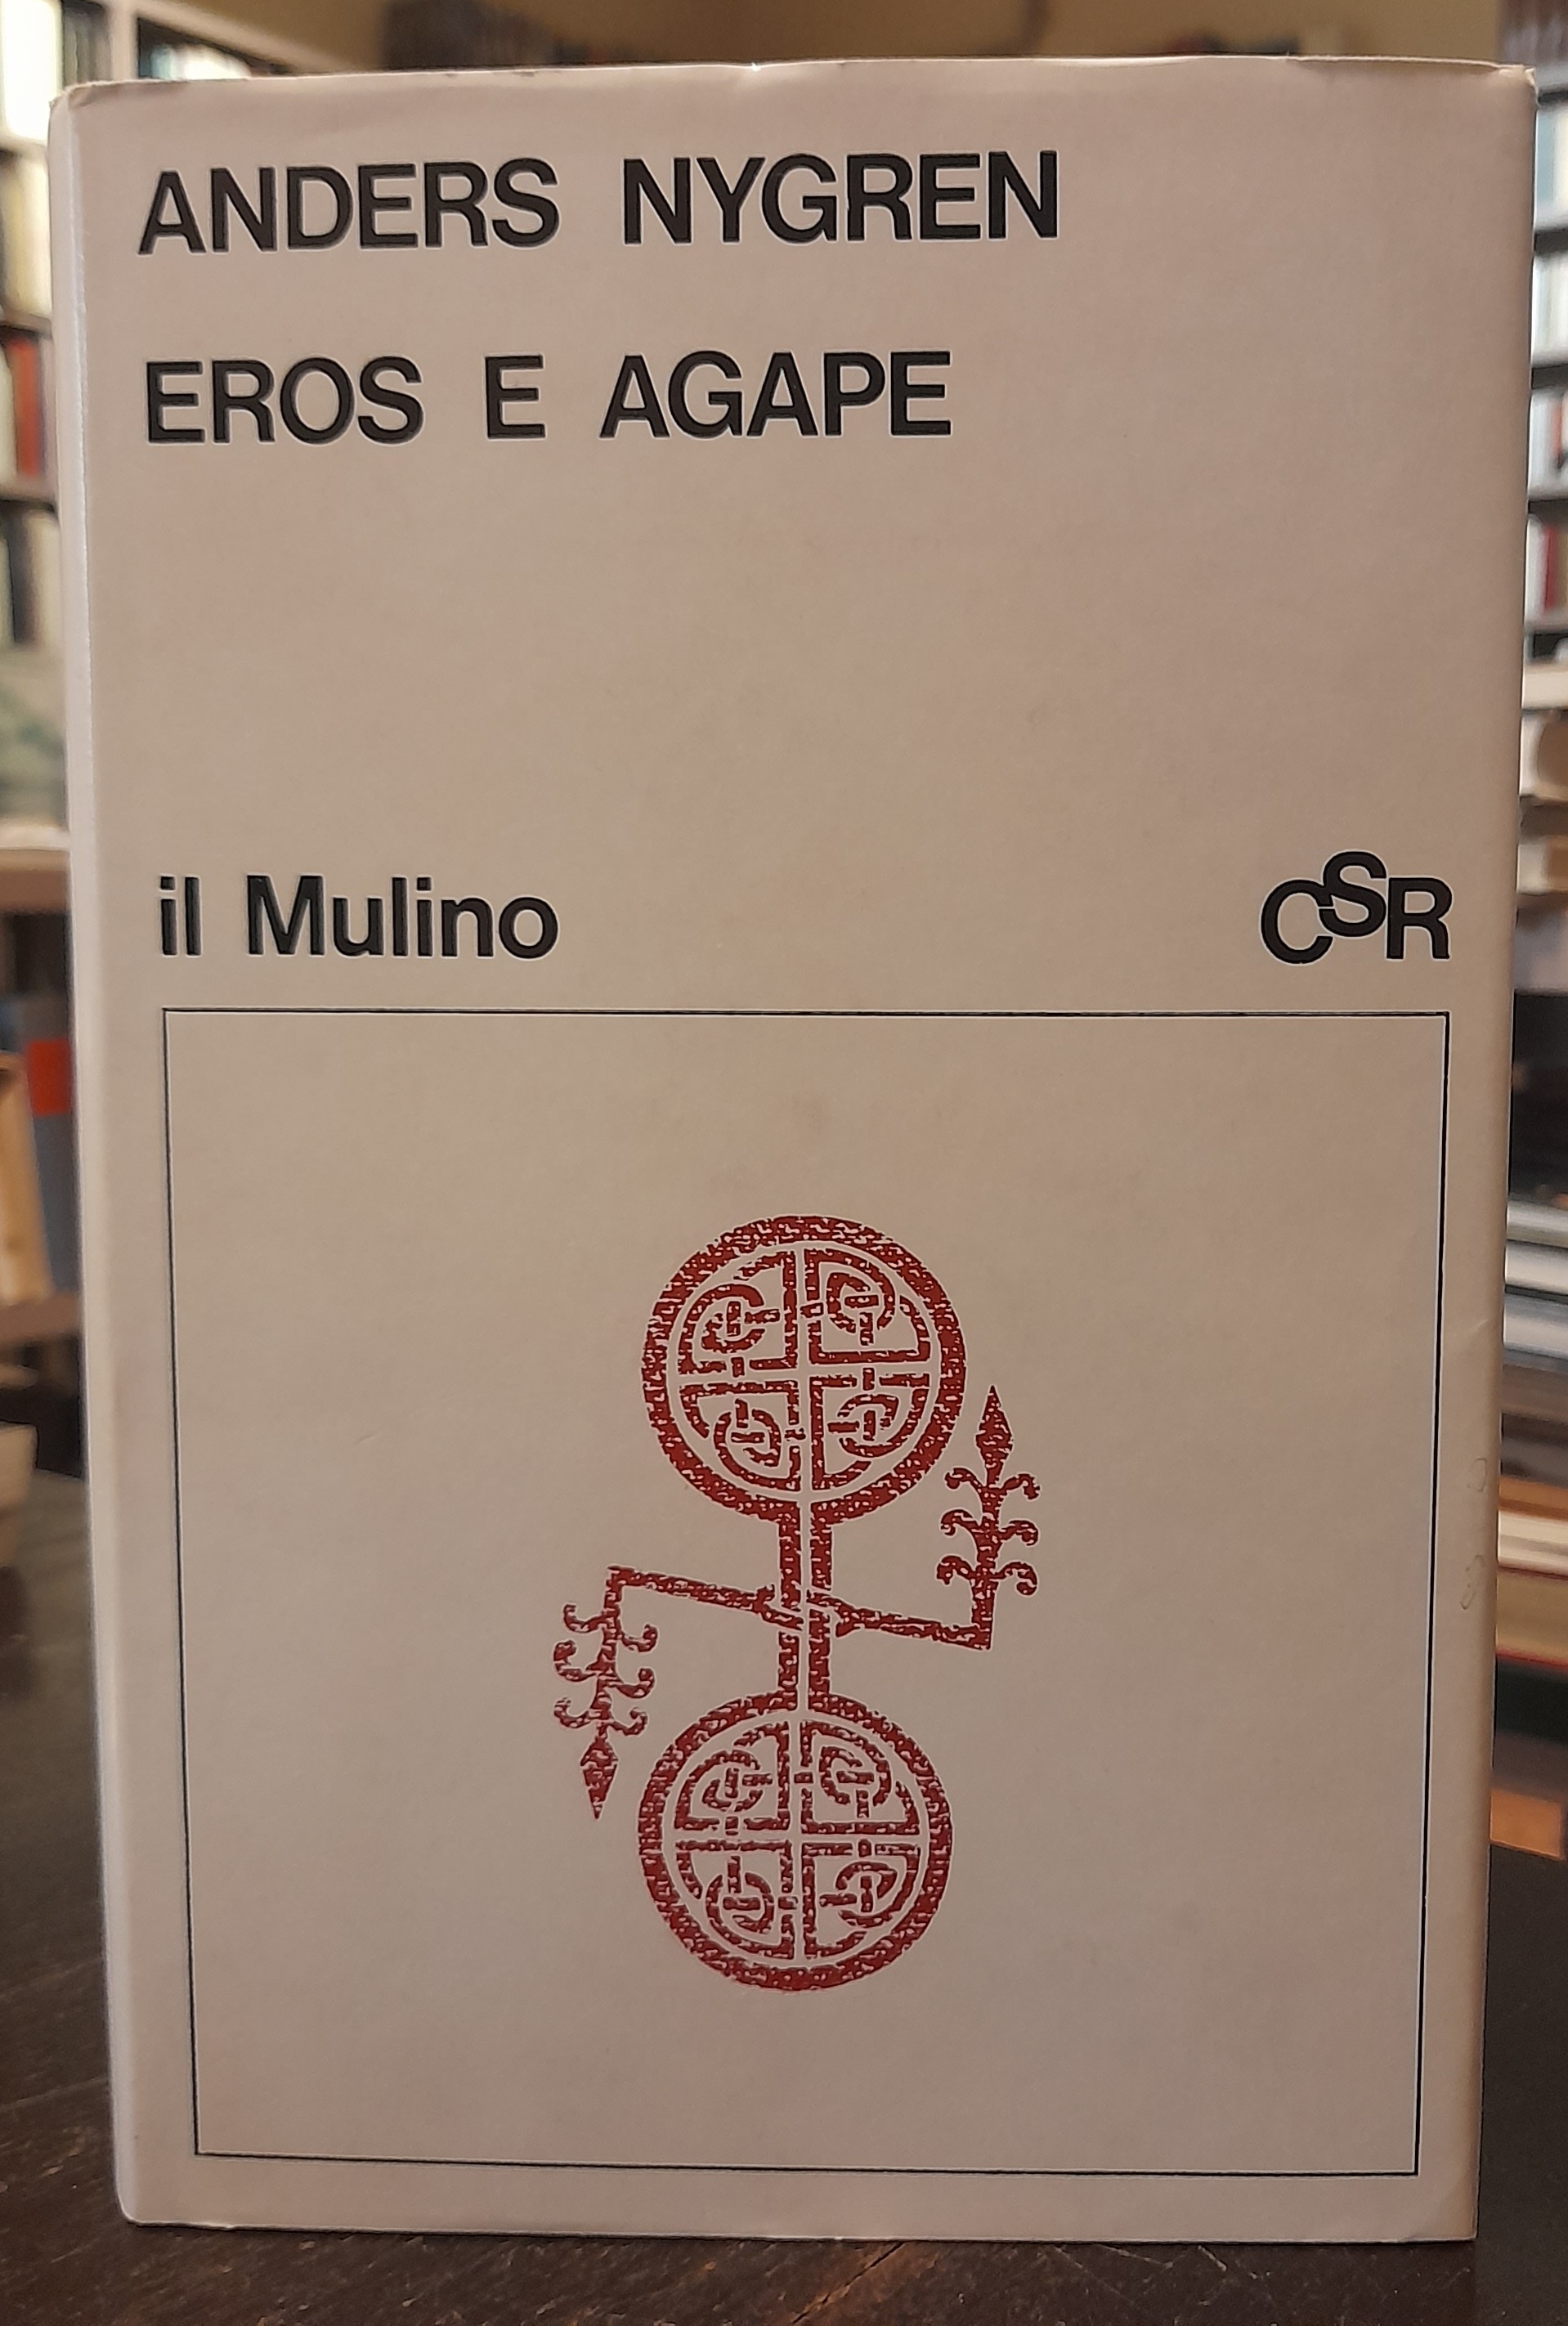 ANDERS NYGREN
EROS E AGAPE
il Mulino
CSR